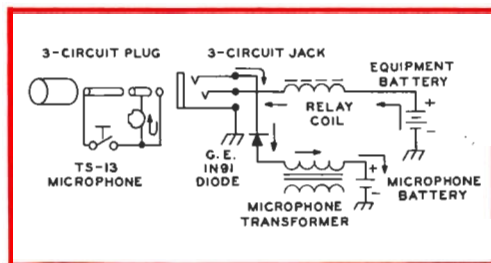 3-CIRCUIT PLUG
3-CIRCUIT JACK
EQUIPMENT
BATTERY
+
-
RELAY
COIL
TS-13
MICROPHONE
G.E.
IN91
DIODE
+
-
MICROPHONE
TRANSFORMER
MICROPHONE
BATTERY